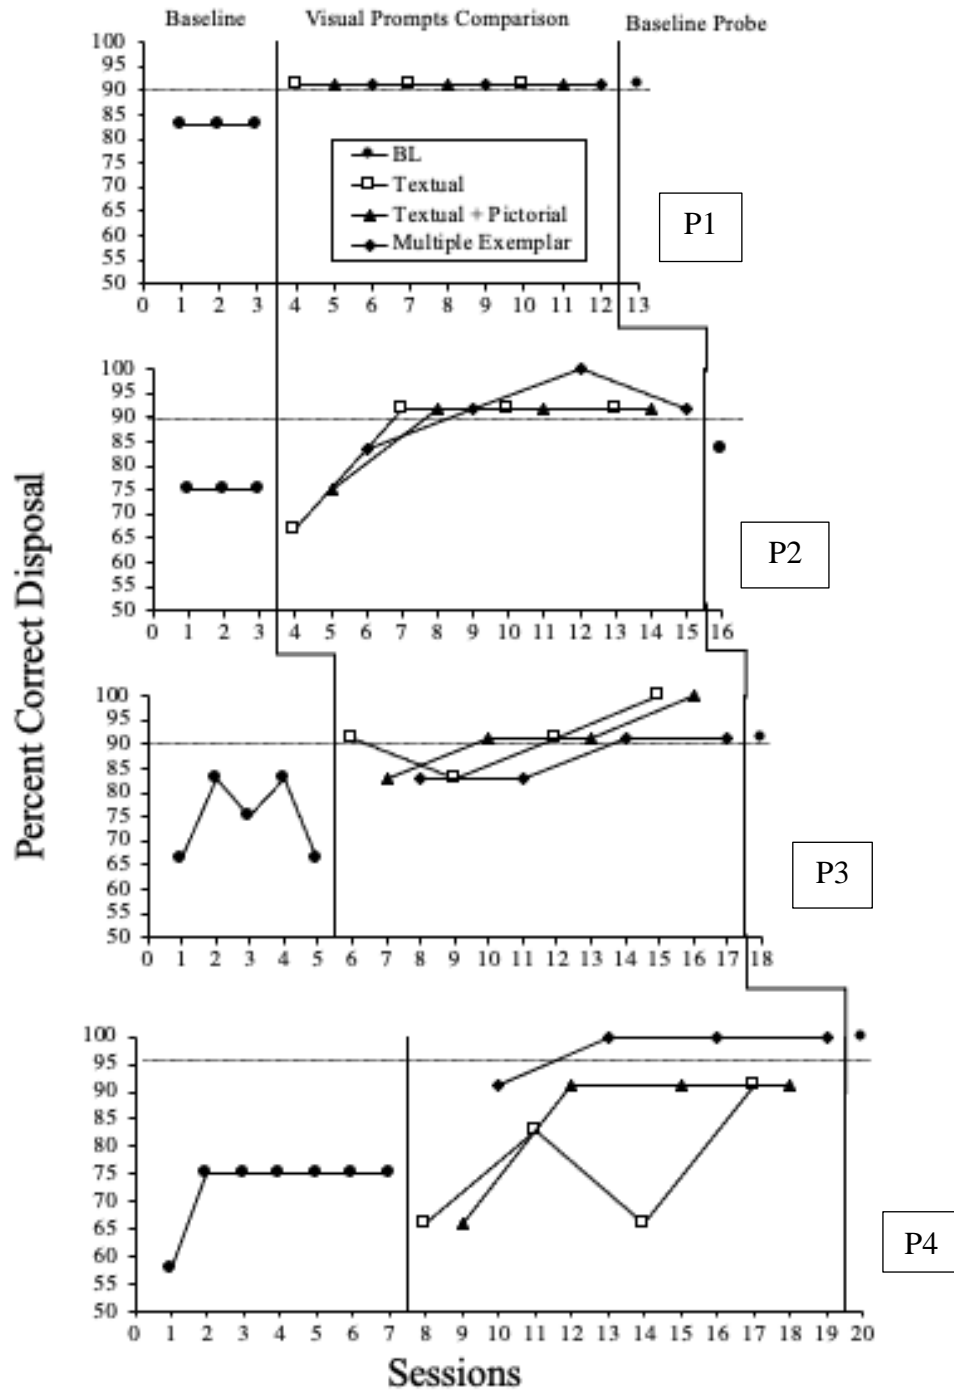 Baseline
Visual Prompts Comparison
Baseline Probe
100
95
90
85
80
75
70
65
60
55
50
BL
Textual
Textual + Pictorial
Multiple Exemplar
P1
0 1 2 3 4 5 6 7 8 9 10 11 12 13
100
95
90
85
80
75
70
65
60
55
50
P2
0 1 2 3 4 5 6 7 8 9 10 11 12 13 14 15 16
Percent Correct Disposal
100
95
90
85
80
75
70
65
60
55
50
P3
0 1 2 3 4 5 6 7 8 9 10 11 12 13 14 15 16 17 18
100
95
90
85
80
75
70
65
60
55
50
P4
0 1 2 3 4 5 6 7 8 9 10 11 12 13 14 15 16 17 18 19 20
Sessions